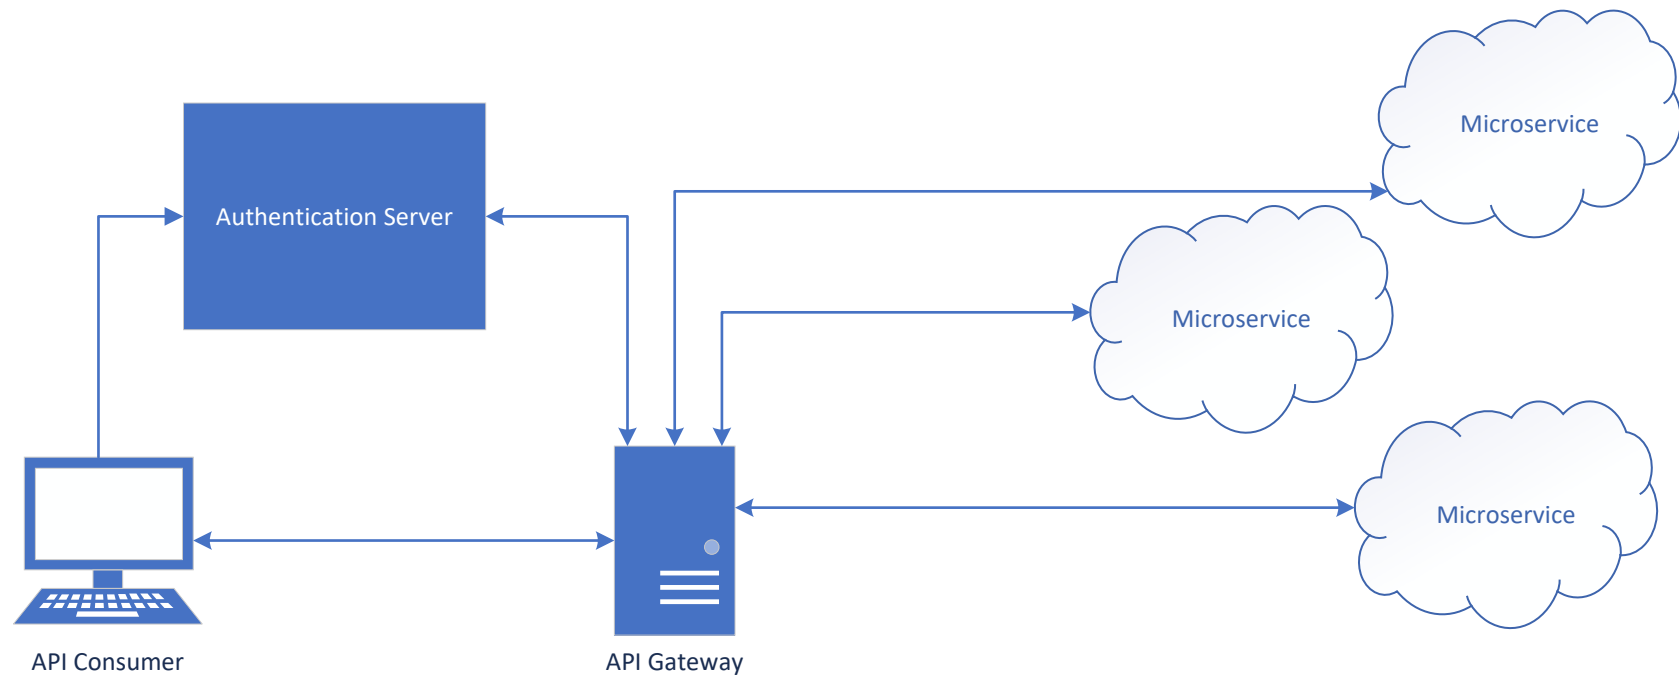 Microservice
Authentication Server
Microservice
Microservice
API Consumer
API Gateway